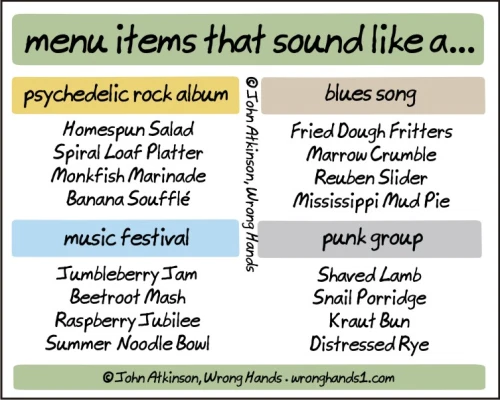 menu items that sound like a...
psychedelic rock album
Homespun Salad
Spiral Loaf Platter
Monkfish Marinade
Banana Soufflé
blues song
Fried Dough Fritters
Marrow Crumble
Reuben Slider
Mississippi Mud Pie
music festival
Jumbleberry Jam
Beetroot Mash
Raspberry Jubilee
Summer Noodle Bowl
punk group
Shaved Lamb
Snail Porridge
Kraut Bun
Distressed Rye
© John Atkinson, Wrong Hands
© John Atkinson, Wrong Hands • wronghands1.com